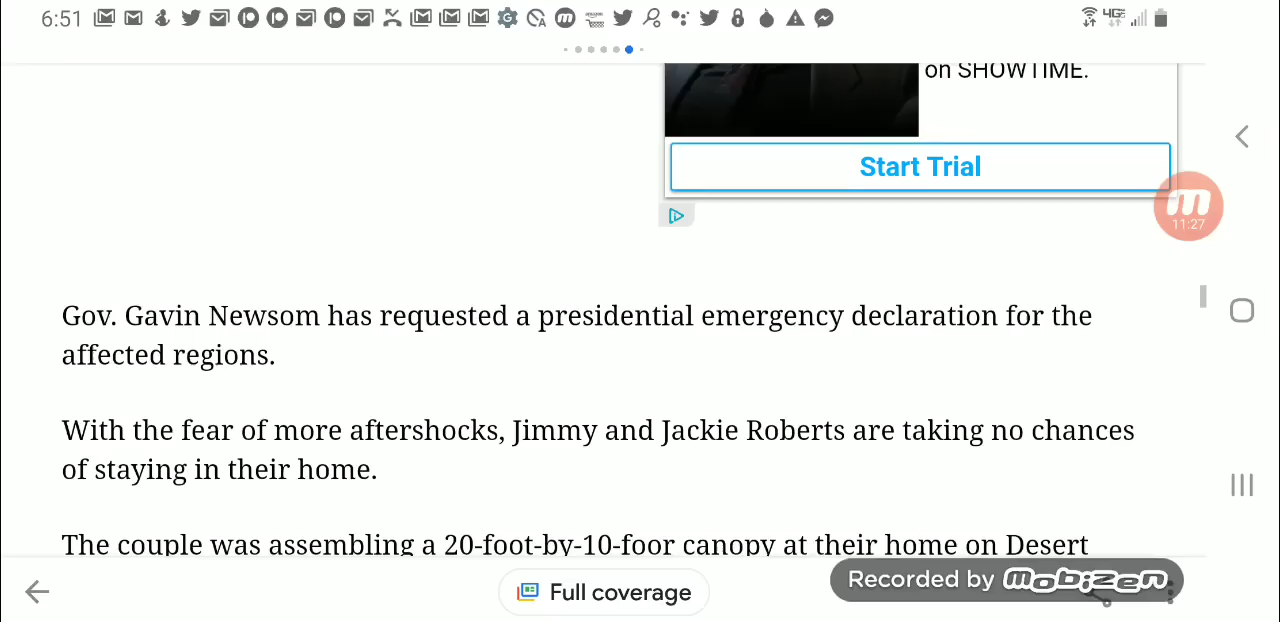 6:51
4GE
on SHOWTIME.
Start Trial
11:27
Gov. Gavin Newsom has requested a presidential emergency declaration for the
affected regions.
With the fear of more aftershocks, Jimmy and Jackie Roberts are taking no chances
of staying in their home.
The couple was assembling a 20-foot-by-10-foor canopy at their home on Desert
Full coverage
Recorded by mobizen